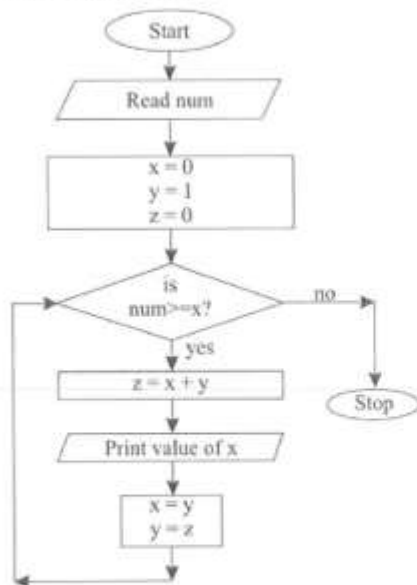 Start
Read num
x = 0
y = 1
z = 0
is
num>=x?
no
yes
z = x + y
Stop
Print value of x
x = y
y = z